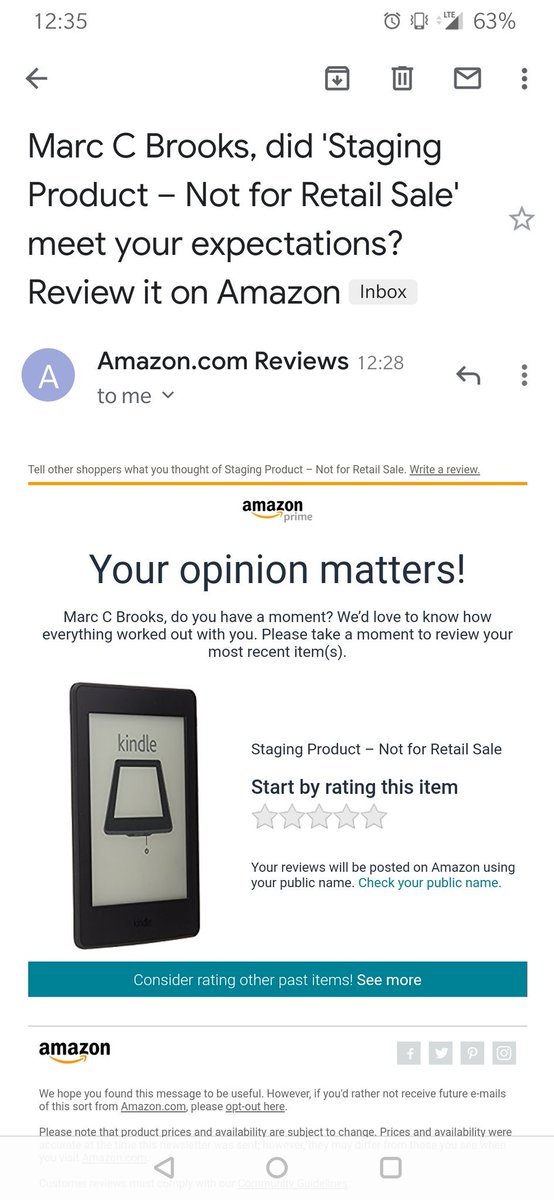 12:35
LTE 63%
Marc C Brooks, did 'Staging
Product – Not for Retail Sale'
meet your expectations?
Review it on Amazon Inbox
A
Amazon.com Reviews 12:28
to me
Tell other shoppers what you thought of Staging Product – Not for Retail Sale. Write a review.
amazon
prime
Your opinion matters!
Marc C Brooks, do you have a moment? We'd love to know how
everything worked out with you. Please take a moment to review your
most recent item(s).
kindle
kindle
Staging Product – Not for Retail Sale
Start by rating this item
Your reviews will be posted on Amazon using
your public name. Check your public name.
Consider rating other past items! See more
amazon
We hope you found this message to be useful. However, if you'd rather not receive future e-mails
of this sort from Amazon.com, please opt-out here.
Please note that product prices and availability are subject to change. Prices and availability were
accurate at the time this newsletter was sent; however, they may differ from those you see when
you visit Amazon.com.
Customer reviews must comply with our Community Guidelines.